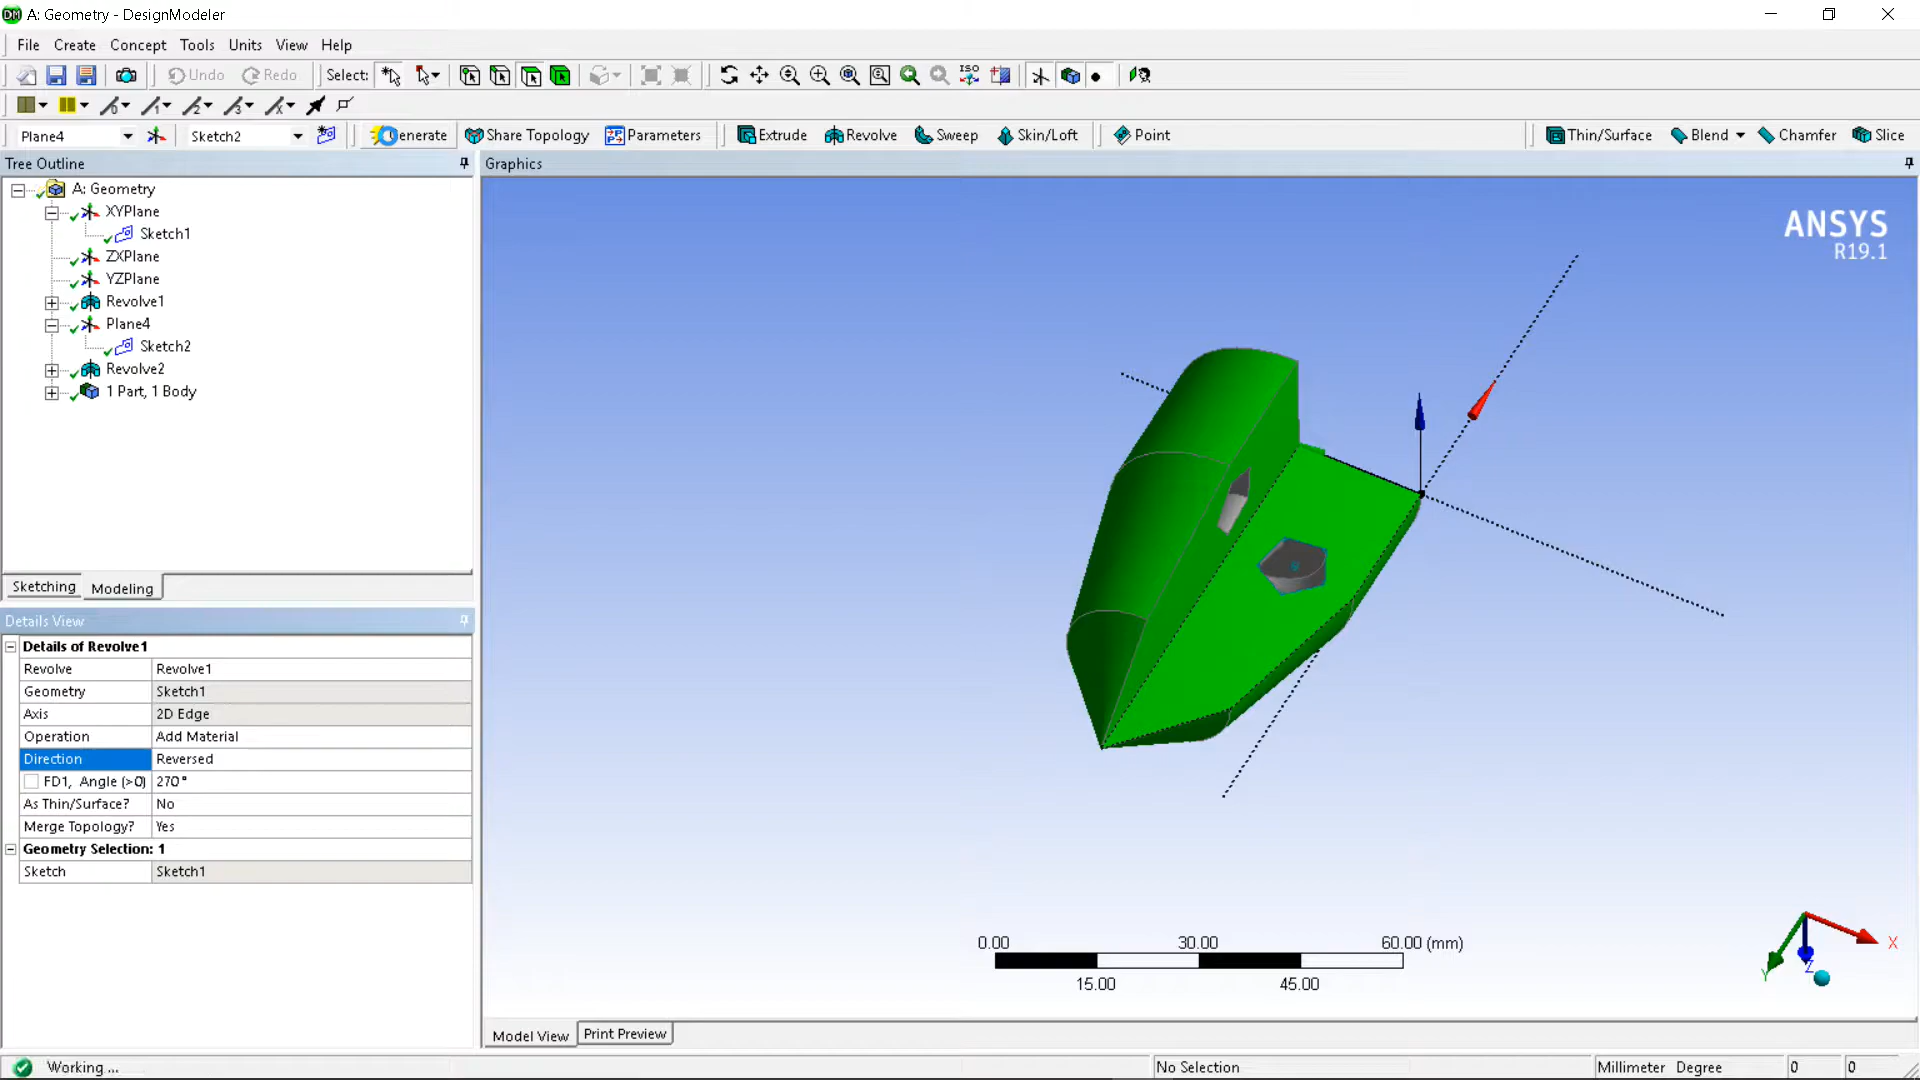 A: Geometry - DesignModeler
File Create Concept Tools Units View Help
Undo Redo Select: ISO
Plane4 Sketch2 enerate Share Topology Parameters Extrude Revolve Sweep Skin/Loft Point Thin/Surface Blend Chamfer Slice
Tree Outline
A: Geometry
XYPlane
Sketch1
ZXPlane
YZPlane
Revolve1
Plane4
Sketch2
Revolve2
1 Part, 1 Body
Sketching Modeling
Details View
Details of Revolve1
Revolve Revolve1
Geometry Sketch1
Axis 2D Edge
Operation Add Material
Direction Reversed
FD1, Angle (>0) 270°
As Thin/Surface? No
Merge Topology? Yes
Geometry Selection: 1
Sketch Sketch1
Graphics
ANSYS
R19.1
0.00 30.00 60.00 (mm)
15.00 45.00
X
Y
Z
Model View Print Preview
Working ... No Selection Millimeter Degree 0 0